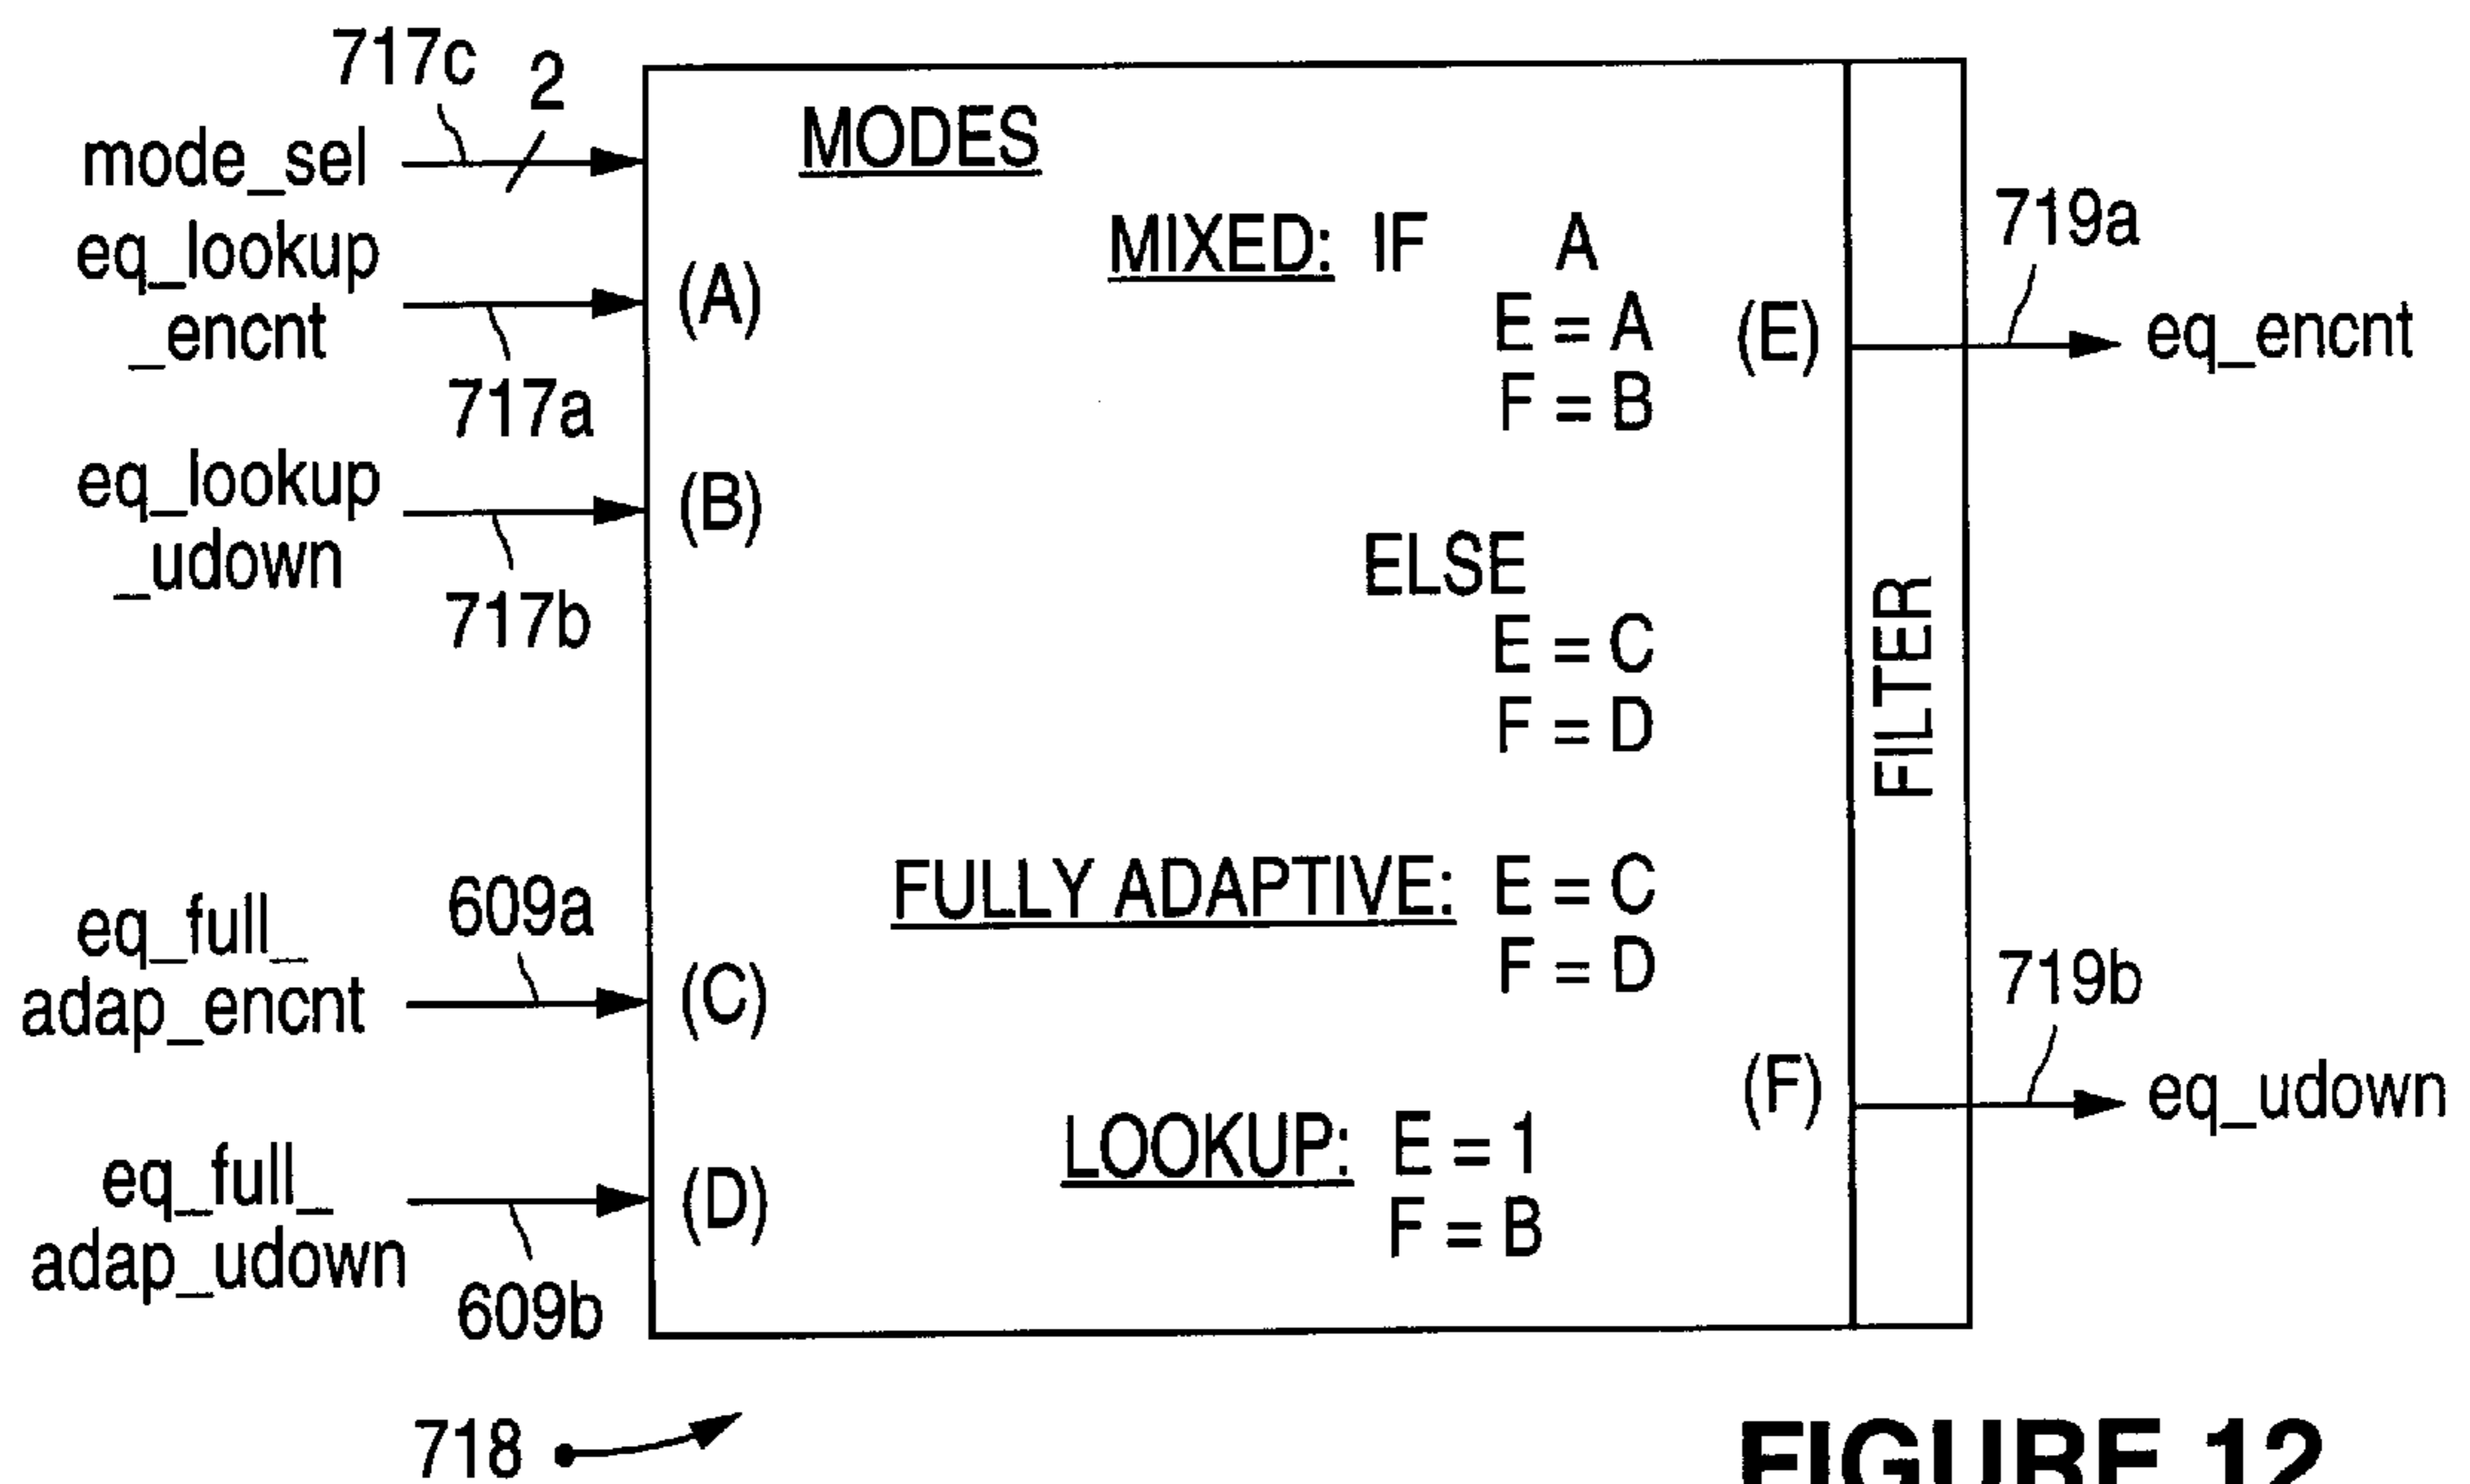 717c
2
mode_sel
eq_lookup
_encnt
717a
eq_lookup
_udown
717b
eq_full_
adap_encnt
609a
eq_full_
adap_udown
609b
(A)
(B)
(C)
(D)
MODES
MIXED: IF A
E = A
F = B
ELSE
E = C
F = D
FULLY ADAPTIVE: E = C
F = D
LOOKUP: E = 1
F = B
(E)
(F)
FILTER
719a
eq_encnt
719b
eq_udown
718
FIGURE 12